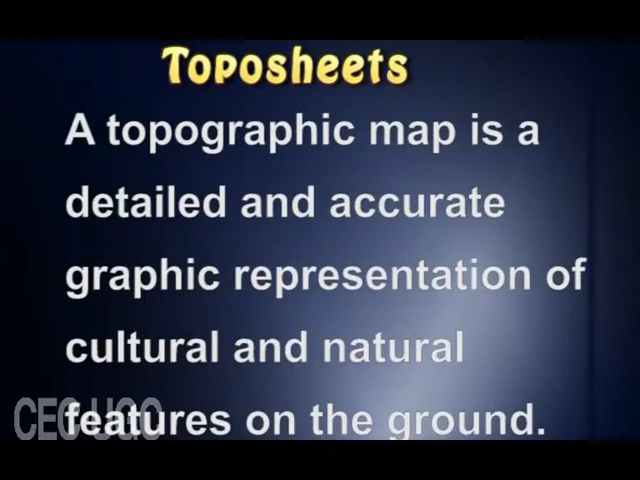 Toposheets
A topographic map is a
detailed and accurate
graphic representation of
cultural and natural
features on the ground.
CEC-UGC